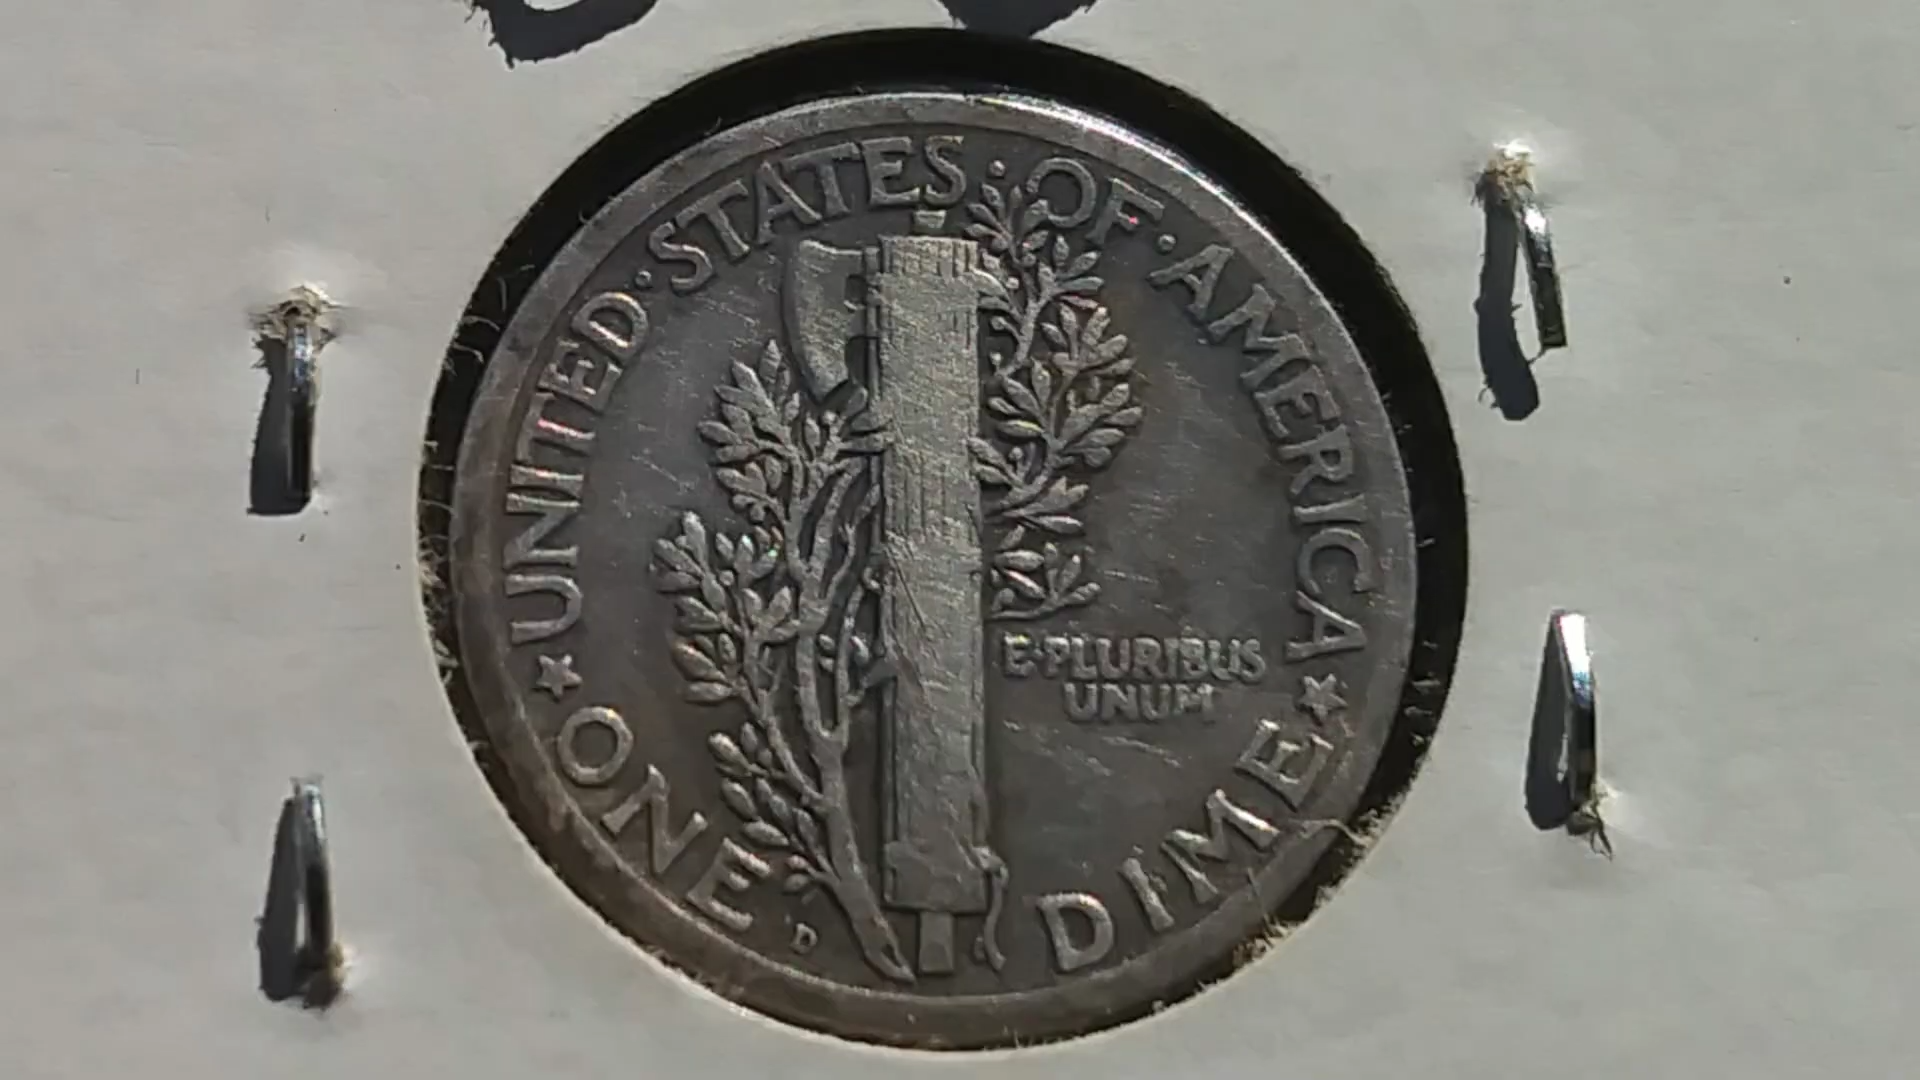 UNITED · STATES : OF · AMERICA
E·PLURIBUS
UNUM
ONE DIME
D